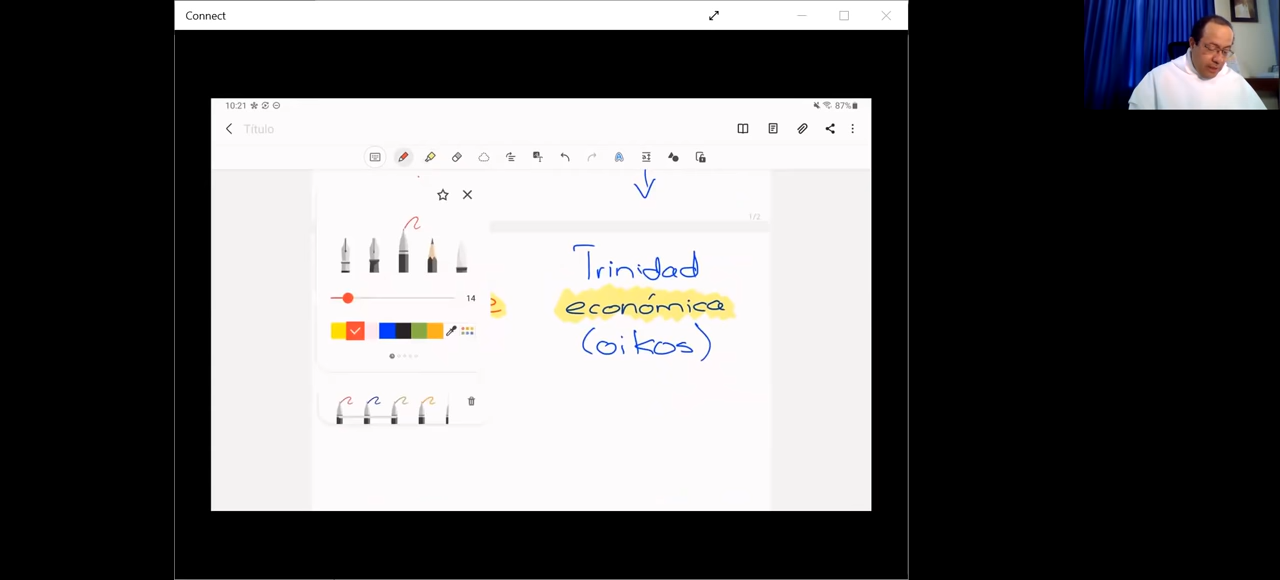 Connect
10:21
87%
Título
1/2
Trinidad
económica
(oikos)
14